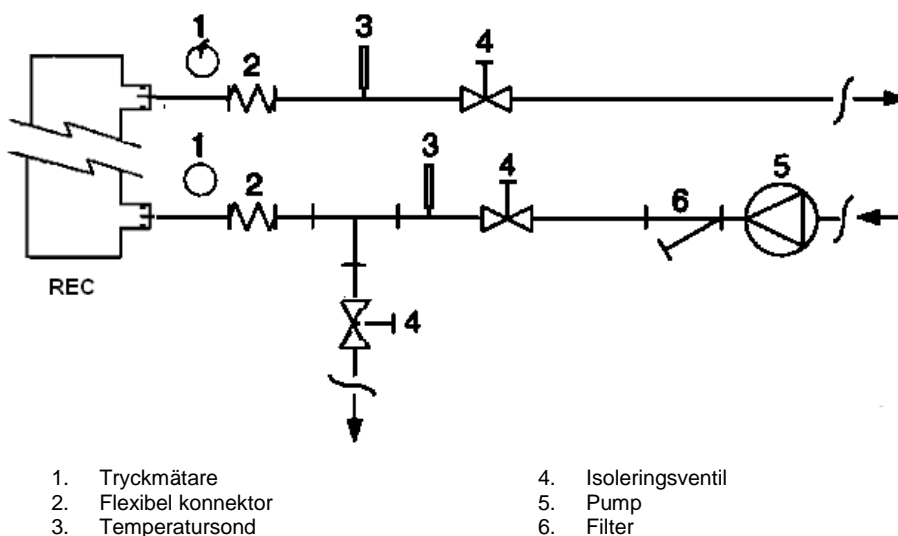 1
2
3
4
1
2
3
4
5
6
REC
4
1. Tryckmätare
2. Flexibel konnektor
3. Temperatursond
4. Isoleringsventil
5. Pump
6. Filter